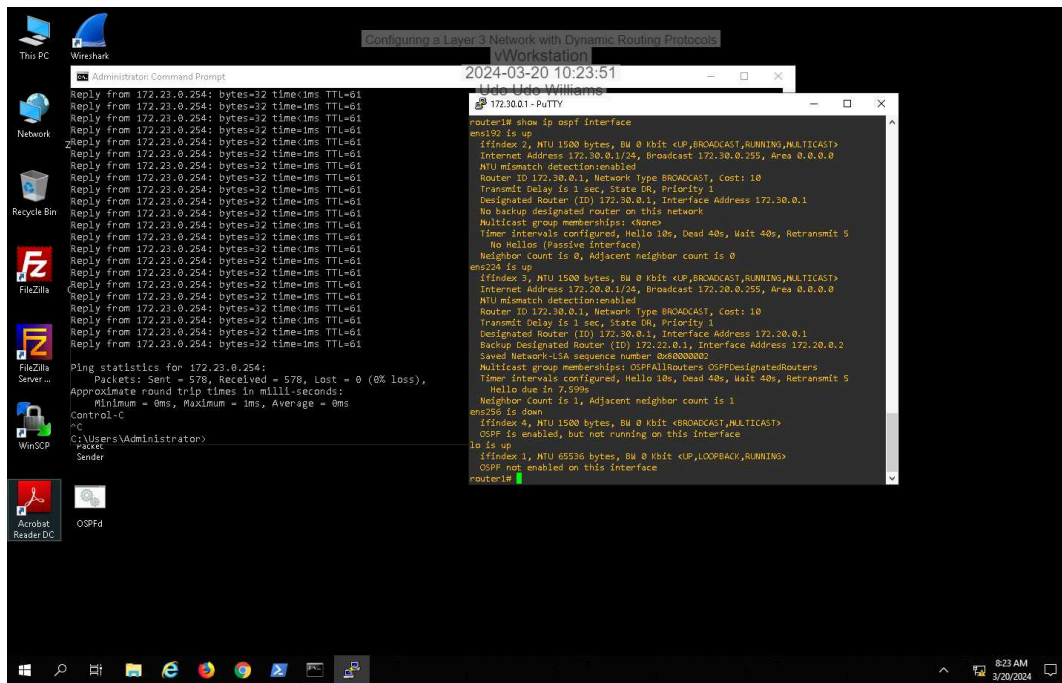 This PC
Wireshark
Network
Recycle Bin
FileZilla
FileZilla
Server ...
WinSCP
Packet
Sender
Acrobat
Reader DC
OSPFd
Configuring a Layer 3 Network with Dynamic Routing Protocols
vWorkstation
2024-03-20 10:23:51
Udo Udo Williams
Administrator: Command Prompt
Reply from 172.23.0.254: bytes=32 time<1ms TTL=61
Reply from 172.23.0.254: bytes=32 time=1ms TTL=61
Reply from 172.23.0.254: bytes=32 time<1ms TTL=61
Reply from 172.23.0.254: bytes=32 time<1ms TTL=61
Reply from 172.23.0.254: bytes=32 time=1ms TTL=61
Reply from 172.23.0.254: bytes=32 time=1ms TTL=61
Reply from 172.23.0.254: bytes=32 time=1ms TTL=61
Reply from 172.23.0.254: bytes=32 time=1ms TTL=61
Reply from 172.23.0.254: bytes=32 time=1ms TTL=61
Reply from 172.23.0.254: bytes=32 time=1ms TTL=61
Reply from 172.23.0.254: bytes=32 time<1ms TTL=61
Reply from 172.23.0.254: bytes=32 time<1ms TTL=61
Reply from 172.23.0.254: bytes=32 time<1ms TTL=61
Reply from 172.23.0.254: bytes=32 time=1ms TTL=61
Reply from 172.23.0.254: bytes=32 time=1ms TTL=61
Reply from 172.23.0.254: bytes=32 time=1ms TTL=61
Reply from 172.23.0.254: bytes=32 time=1ms TTL=61
Reply from 172.23.0.254: bytes=32 time<1ms TTL=61
Reply from 172.23.0.254: bytes=32 time<1ms TTL=61
Reply from 172.23.0.254: bytes=32 time=1ms TTL=61
Reply from 172.23.0.254: bytes=32 time=1ms TTL=61
Reply from 172.23.0.254: bytes=32 time=1ms TTL=61
Ping statistics for 172.23.0.254:
Packets: Sent = 578, Received = 578, Lost = 0 (0% loss),
Approximate round trip times in milli-seconds:
Minimum = 0ms, Maximum = 1ms, Average = 0ms
Control-C
^C
C:\Users\Administrator>
172.30.0.1 - PuTTY
router1# show ip ospf interface
ens192 is up
ifindex 2, MTU 1500 bytes, BW 0 Kbit <UP,BROADCAST,RUNNING,MULTICAST>
Internet Address 172.30.0.1/24, Broadcast 172.30.0.255, Area 0.0.0.0
MTU mismatch detection:enabled
Router ID 172.30.0.1, Network Type BROADCAST, Cost: 10
Transmit Delay is 1 sec, State DR, Priority 1
Designated Router (ID) 172.30.0.1, Interface Address 172.30.0.1
No backup designated router on this network
Multicast group memberships: <None>
Timer intervals configured, Hello 10s, Dead 40s, Wait 40s, Retransmit 5
No Hellos (Passive interface)
Neighbor Count is 0, Adjacent neighbor count is 0
ens224 is up
ifindex 3, MTU 1500 bytes, BW 0 Kbit <UP,BROADCAST,RUNNING,MULTICAST>
Internet Address 172.20.0.1/24, Broadcast 172.20.0.255, Area 0.0.0.0
MTU mismatch detection:enabled
Router ID 172.30.0.1, Network Type BROADCAST, Cost: 10
Transmit Delay is 1 sec, State DR, Priority 1
Designated Router (ID) 172.30.0.1, Interface Address 172.20.0.1
Backup Designated Router (ID) 172.22.0.1, Interface Address 172.20.0.2
Saved Network-LSA sequence number 0x80000002
Multicast group memberships: OSPFAllRouters OSPFDesignatedRouters
Timer intervals configured, Hello 10s, Dead 40s, Wait 40s, Retransmit 5
Hello due in 7.599s
Neighbor Count is 1, Adjacent neighbor count is 1
ens256 is down
ifindex 4, MTU 1500 bytes, BW 0 Kbit <BROADCAST,MULTICAST>
OSPF is enabled, but not running on this interface
lo is up
ifindex 1, MTU 65536 bytes, BW 0 Kbit <UP,LOOPBACK,RUNNING>
OSPF not enabled on this interface
router1#
8:23 AM
3/20/2024